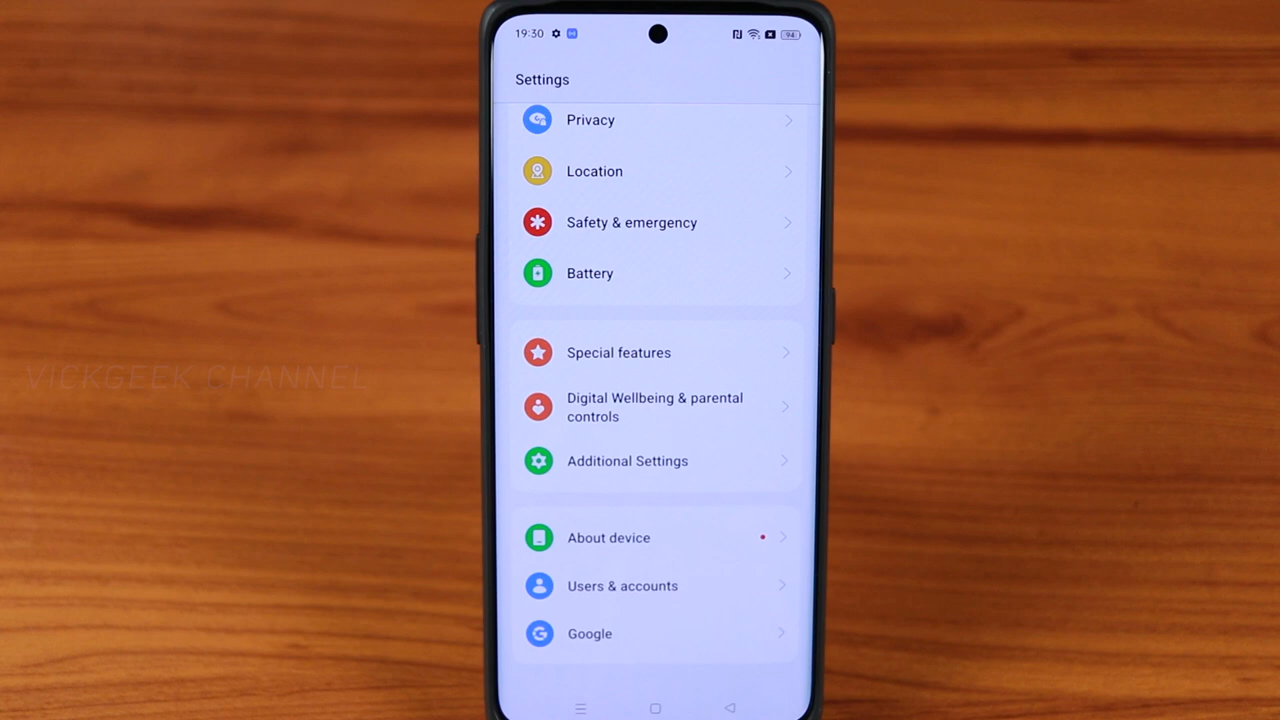 19:30
94
Settings
Privacy
Location
Safety & emergency
Battery
Special features
VICKGEEK CHANNEL
Digital Wellbeing & parental
controls
Additional Settings
About device
Users & accounts
Google